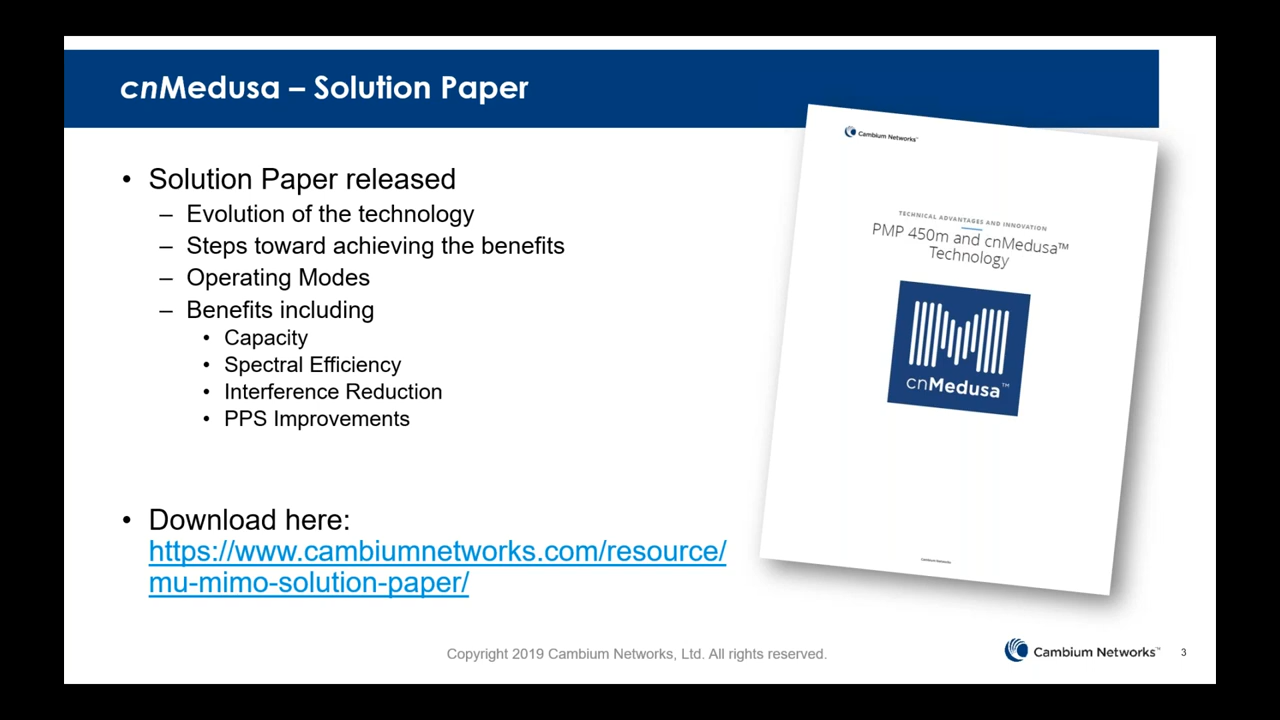 cnMedusa – Solution Paper
• Solution Paper released
– Evolution of the technology
– Steps toward achieving the benefits
– Operating Modes
– Benefits including
• Capacity
• Spectral Efficiency
• Interference Reduction
• PPS Improvements
• Download here:
https://www.cambiumnetworks.com/resource/
mu-mimo-solution-paper/
Cambium Networks™
TECHNICAL ADVANTAGES AND INNOVATION
PMP 450m and cnMedusa™
Technology
cnMedusa™
Cambium Networks
Copyright 2019 Cambium Networks, Ltd. All rights reserved.
Cambium Networks™
3